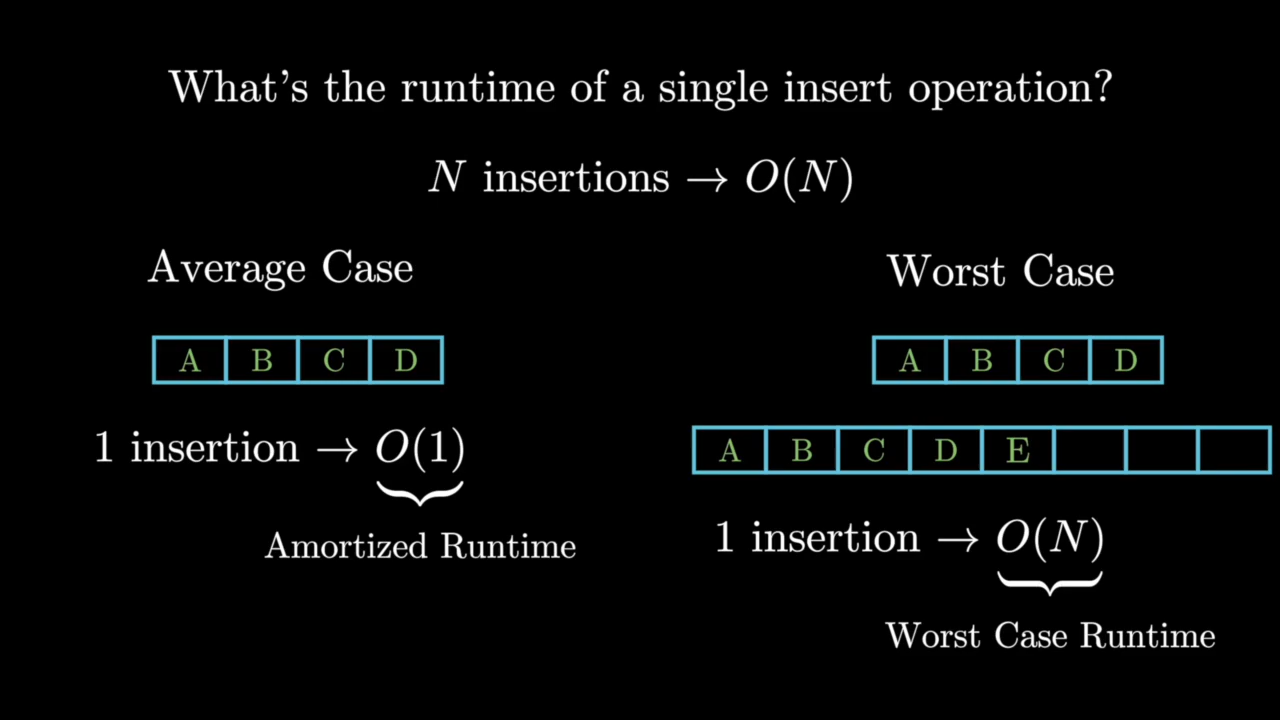 What's the runtime of a single insert operation?
N insertions → O(N)
Average Case
A B C D
1 insertion → O(1)
Amortized Runtime
Worst Case
A B C D
A B C D E
1 insertion → O(N)
Worst Case Runtime